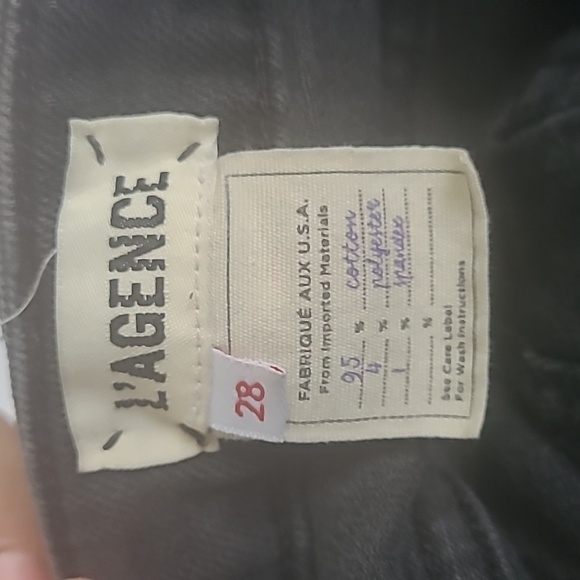 L'AGENCE
28
FABRIQUÉ AUX U.S.A.
From Imported Materials
95 % cotton
4 % polyester
1 % spandex
%
See Care Label
For Wash Instructions